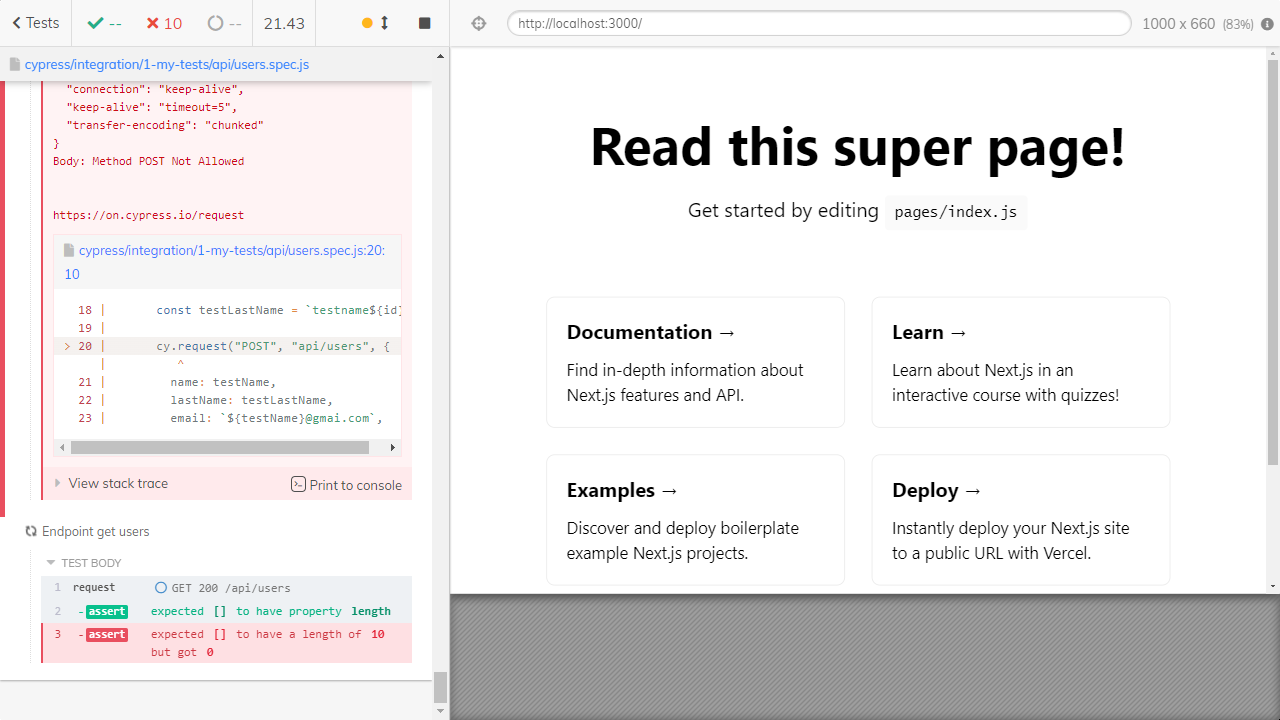 Tests
--
10
--
21.43
http://localhost:3000/
1000 x 660 (83%)
cypress/integration/1-my-tests/api/users.spec.js
"connection": "keep-alive",
"keep-alive": "timeout=5",
"transfer-encoding": "chunked"
}
Body: Method POST Not Allowed
https://on.cypress.io/request
cypress/integration/1-my-tests/api/users.spec.js:20:
10
18 | const testLastName = `testname${id}
19 |
> 20 | cy.request("POST", "api/users", {
| ^
21 | name: testName,
22 | lastName: testLastName,
23 | email: `${testName}@gmai.com`,
View stack trace
Print to console
Endpoint get users
TEST BODY
1 request GET 200 /api/users
2 -assert expected [] to have property length
3 -assert expected [] to have a length of 10
but got 0
Read this super page!
Get started by editing pages/index.js
Documentation →
Find in-depth information about
Next.js features and API.
Learn →
Learn about Next.js in an
interactive course with quizzes!
Examples →
Discover and deploy boilerplate
example Next.js projects.
Deploy →
Instantly deploy your Next.js site
to a public URL with Vercel.